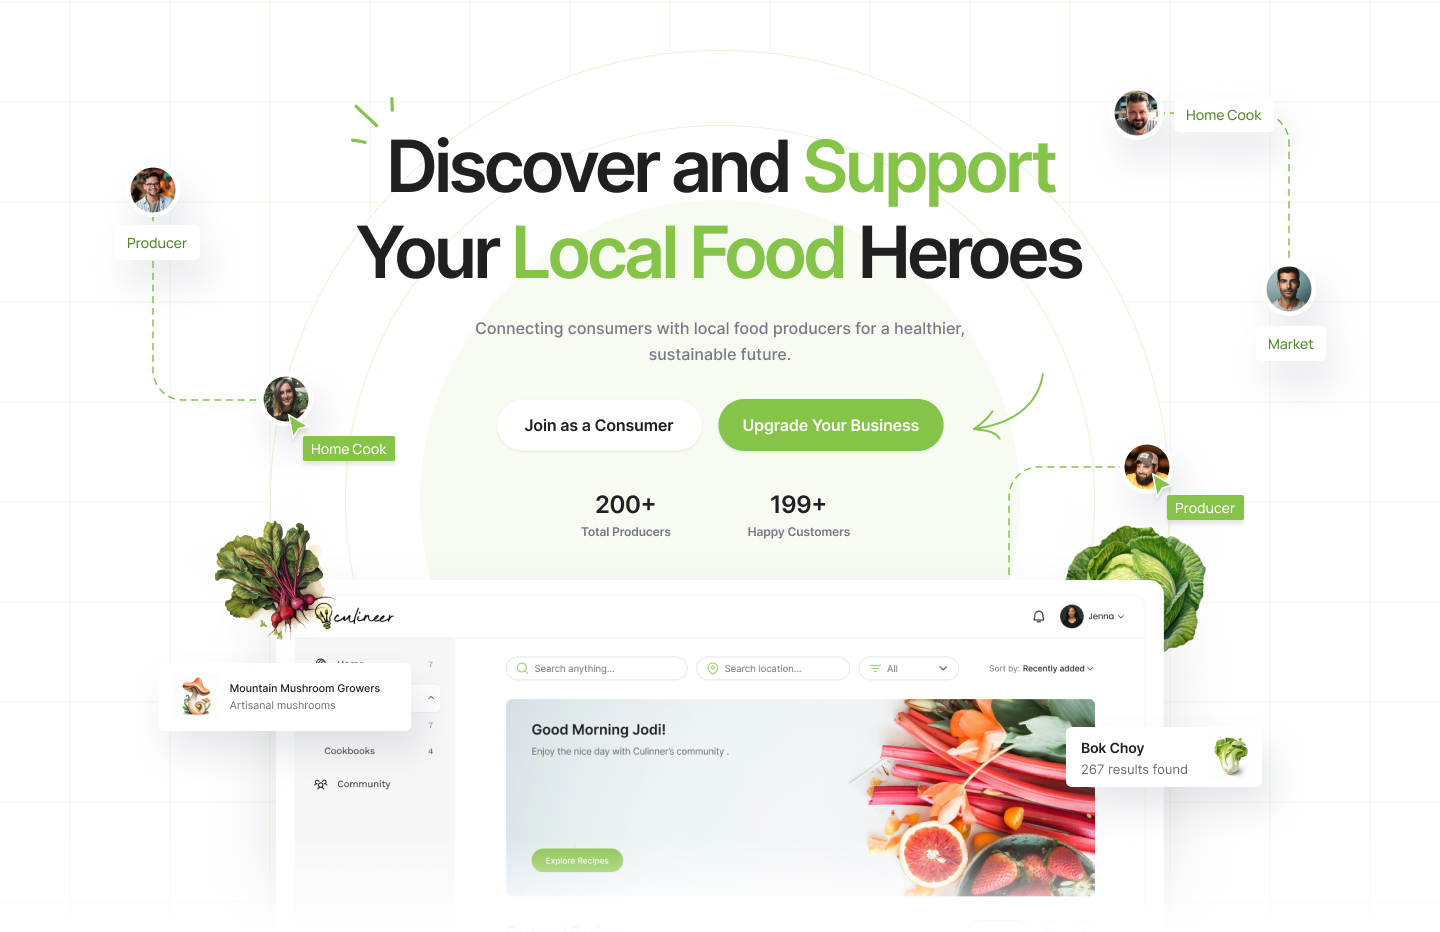 Discover and Support
Your Local Food Heroes
Connecting consumers with local food producers for a healthier,
sustainable future.
Join as a Consumer
Upgrade Your Business
200+
Total Producers
199+
Happy Customers
Producer
Home Cook
Home Cook
Market
Producer
culineer
Jenna
Home 7
Mountain Mushroom Growers
Artisanal mushrooms
7
Cookbooks 4
Community
Search anything...
Search location...
All
Sort by: Recently added
Good Morning Jodi!
Enjoy the nice day with Culinner's community .
Explore Recipes
Bok Choy
267 results found